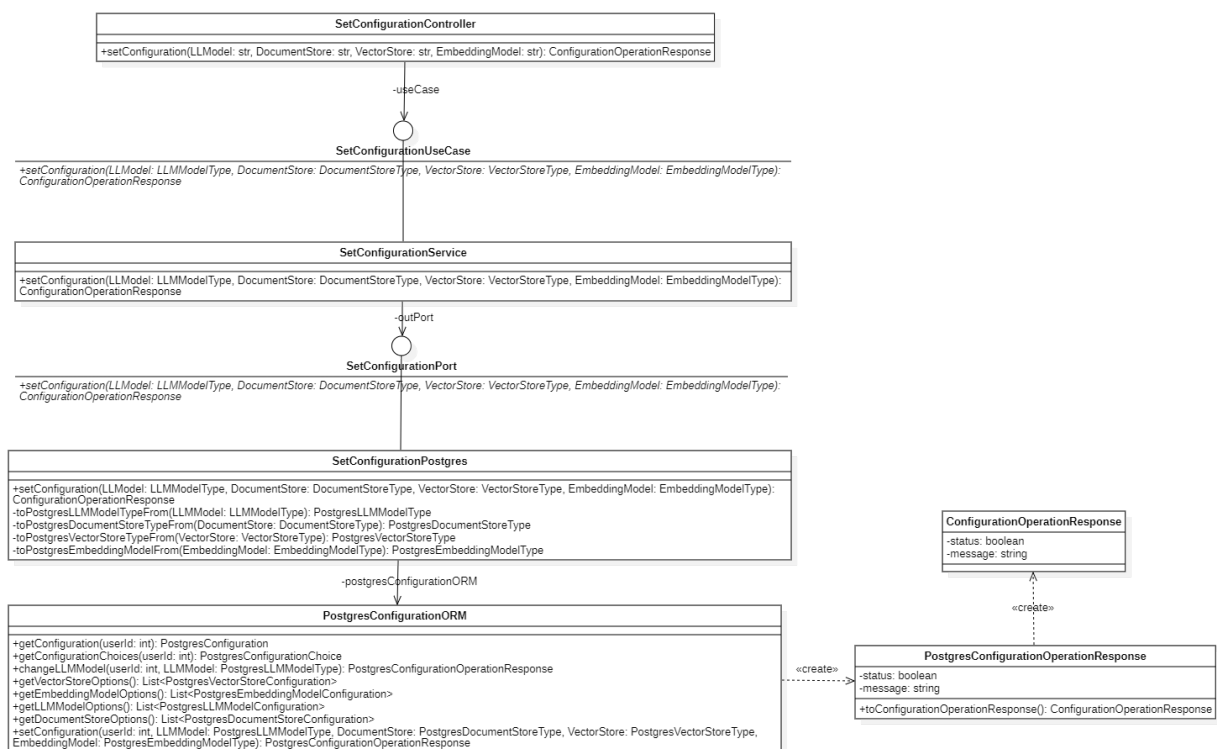 SetConfigurationController
+setConfiguration(LLModel: str, DocumentStore: str, VectorStore: str, EmbeddingModel: str): ConfigurationOperationResponse
-useCase
SetConfigurationUseCase
+setConfiguration(LLModel: LLMModelType, DocumentStore: DocumentStoreType, VectorStore: VectorStoreType, EmbeddingModel: EmbeddingModelType):
ConfigurationOperationResponse
SetConfigurationService
+setConfiguration(LLModel: LLMModelType, DocumentStore: DocumentStoreType, VectorStore: VectorStoreType, EmbeddingModel: EmbeddingModelType):
ConfigurationOperationResponse
-outPort
SetConfigurationPort
+setConfiguration(LLModel: LLMModelType, DocumentStore: DocumentStoreType, VectorStore: VectorStoreType, EmbeddingModel: EmbeddingModelType):
ConfigurationOperationResponse
SetConfigurationPostgres
+setConfiguration(LLModel: LLMModelType, DocumentStore: DocumentStoreType, VectorStore: VectorStoreType, EmbeddingModel: EmbeddingModelType):
ConfigurationOperationResponse
-toPostgresLLMModelTypeFrom(LLMModel: LLMModelType): PostgresLLMModelType
-toPostgresDocumentStoreTypeFrom(DocumentStore: DocumentStoreType): PostgresDocumentStoreType
-toPostgresVectorStoreTypeFrom(VectorStore: VectorStoreType): PostgresVectorStoreType
-toPostgresEmbeddingModelFrom(EmbeddingModel: EmbeddingModelType): PostgresEmbeddingModelType
-postgresConfigurationORM
PostgresConfigurationORM
+getConfiguration(userId: int): PostgresConfiguration
+getConfigurationChoices(userId: int): PostgresConfigurationChoice
+changeLLMModel(userId: int, LLMModel: PostgresLLMModelType): PostgresConfigurationOperationResponse
+getVectorStoreOptions(): List<PostgresVectorStoreConfiguration>
+getEmbeddingModelOptions(): List<PostgresEmbeddingModelConfiguration>
+getLLMModelOptions(): List<PostgresLLMModelConfiguration>
+getDocumentStoreOptions(): List<PostgresDocumentStoreConfiguration>
+setConfiguration(userId: int, LLMModel: PostgresLLMModelType, DocumentStore: PostgresDocumentStoreType, VectorStore: PostgresVectorStoreType,
EmbeddingModel: PostgresEmbeddingModelType): PostgresConfigurationOperationResponse
«create»
ConfigurationOperationResponse
-status: boolean
-message: string
«create»
PostgresConfigurationOperationResponse
-status: boolean
-message: string
+toConfigurationOperationResponse(): ConfigurationOperationResponse